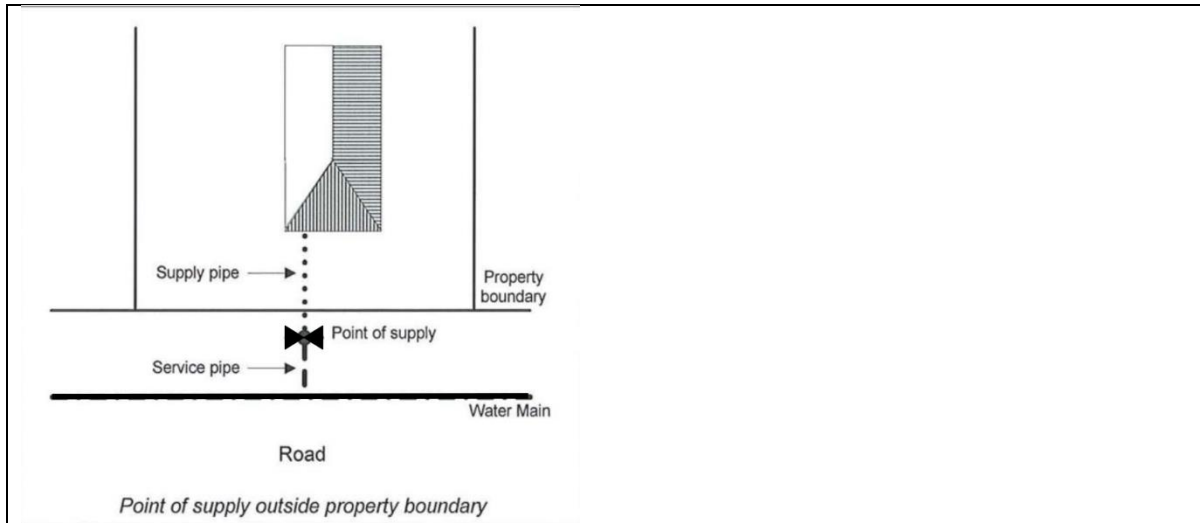 Supply pipe
Property
boundary
Point of supply
Service pipe
Water Main
Road
Point of supply outside property boundary